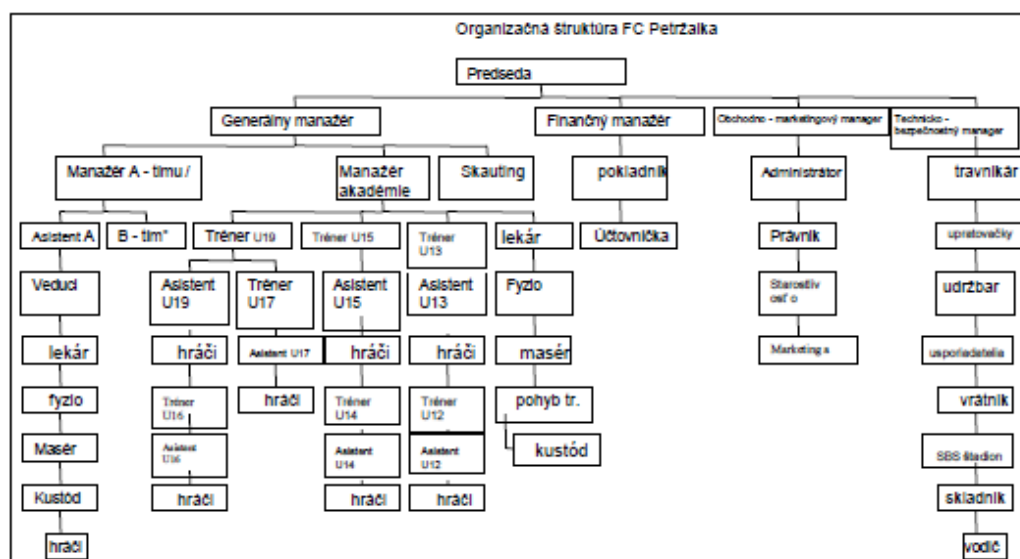 Organizačná štruktúra FC Petržalka
Predseda
Generálny manažér
Finančný manažér
Obchodno - marketingový manager
Technicko -
bezpečnostný manager
Manažér A - tímu /
Manažér
akadémie
Skauting
pokladník
Administrátor
travnikár
Asistent A
B - tím"
Tréner U19
Tréner U15
Tréner
U13
lekár
Účtovníčka
Právnik
upratovačky
Vedúci
Asistent
U19
Tréner
U17
Asistent
U15
Asistent
U13
Fyzio
Starostliv
osť o
udržbar
lekár
hráči
Asistent U17
hráči
hráči
masér
Marketing a
usporiadatelia
fyzio
Tréner
U16
hráči
Tréner
U14
Tréner
U12
pohyb tr.
vrátnik
Masér
Asistent
U16
Asistent
U14
Asistent
U12
kustód
SBS štadion
Kustód
hráči
hráči
hráči
skladník
hráči
vodič